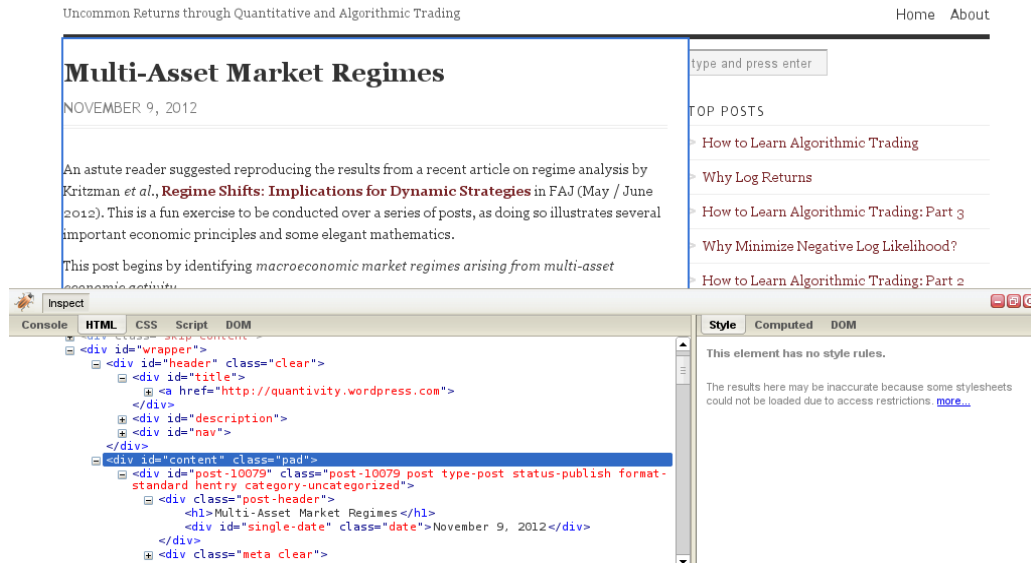 Uncommon Returns through Quantitative and Algorithmic Trading
Home About
Multi-Asset Market Regimes
NOVEMBER 9, 2012
An astute reader suggested reproducing the results from a recent article on regime analysis by
Kritzman et al., Regime Shifts: Implications for Dynamic Strategies in FAJ (May / June
2012). This is a fun exercise to be conducted over a series of posts, as doing so illustrates several
important economic principles and some elegant mathematics.
This post begins by identifying macroeconomic market regimes arising from multi-asset
economic activity
type and press enter
TOP POSTS
How to Learn Algorithmic Trading
Why Log Returns
How to Learn Algorithmic Trading: Part 3
Why Minimize Negative Log Likelihood?
How to Learn Algorithmic Trading: Part 2
Inspect
Console HTML CSS Script DOM
<div class="skip-content">
<div id="wrapper">
<div id="header" class="clear">
<div id="title">
<a href="http://quantivity.wordpress.com">
</div>
<div id="description">
<div id="nav">
</div>
<div id="content" class="pad">
<div id="post-10079" class="post-10079 post type-post status-publish format-
standard hentry category-uncategorized">
<div class="post-header">
<h1>Multi-Asset Market Regimes</h1>
<div id="single-date" class="date">November 9, 2012</div>
</div>
<div class="meta clear">
Style Computed DOM
This element has no style rules.
The results here may be inaccurate because some stylesheets
could not be loaded due to access restrictions. more...